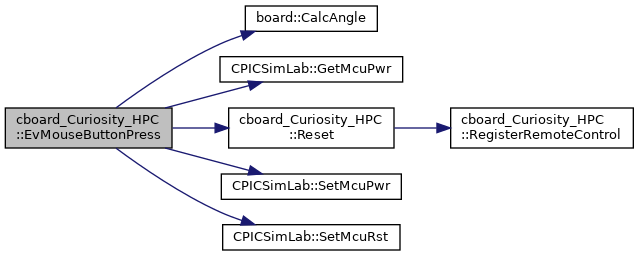 board::CalcAngle
CPICSimLab::GetMcuPwr
cboard_Curiosity_HPC
::EvMouseButtonPress
cboard_Curiosity_HPC
::Reset
cboard_Curiosity_HPC
::RegisterRemoteControl
CPICSimLab::SetMcuPwr
CPICSimLab::SetMcuRst